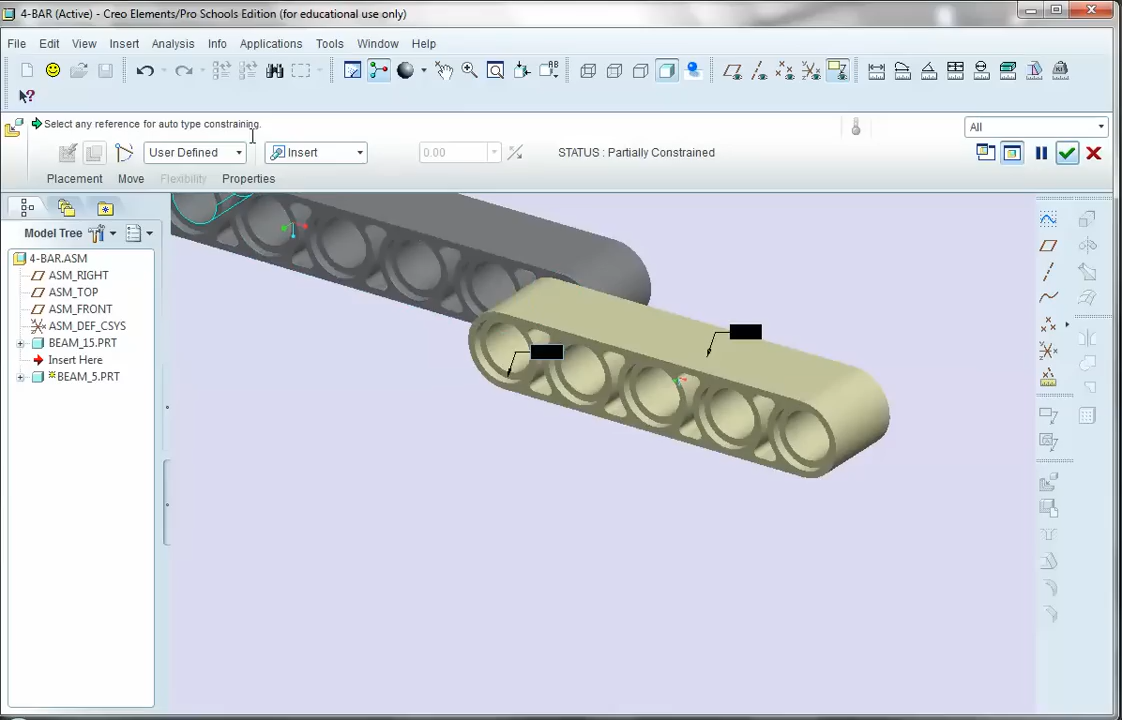 4-BAR (Active) - Creo Elements/Pro Schools Edition (for educational use only)
File Edit View Insert Analysis Info Applications Tools Window Help
Select any reference for auto type constraining.
All
User Defined Insert 0.00 STATUS : Partially Constrained
Placement Move Flexibility Properties
Model Tree
4-BAR.ASM
ASM_RIGHT
ASM_TOP
ASM_FRONT
ASM_DEF_CSYS
BEAM_15.PRT
Insert Here
BEAM_5.PRT